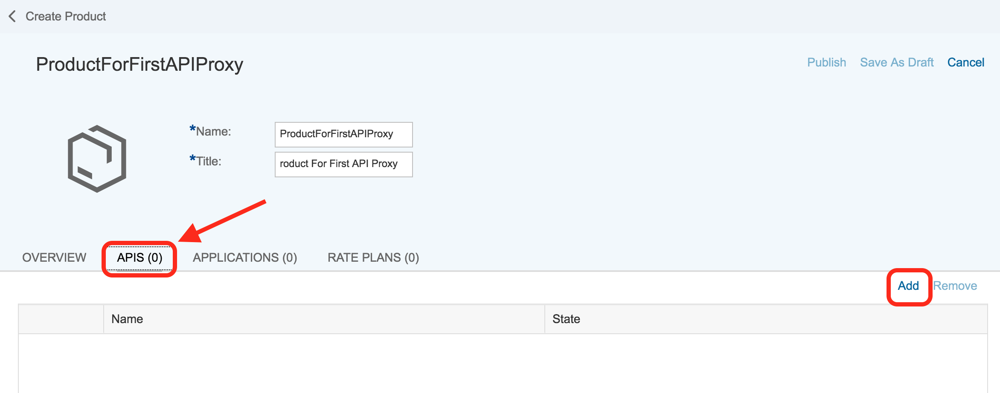 Create Product
ProductForFirstAPIProxy
Publish Save As Draft Cancel
*Name: ProductForFirstAPIProxy
*Title: roduct For First API Proxy
OVERVIEW APIS (0) APPLICATIONS (0) RATE PLANS (0)
Add Remove
Name State